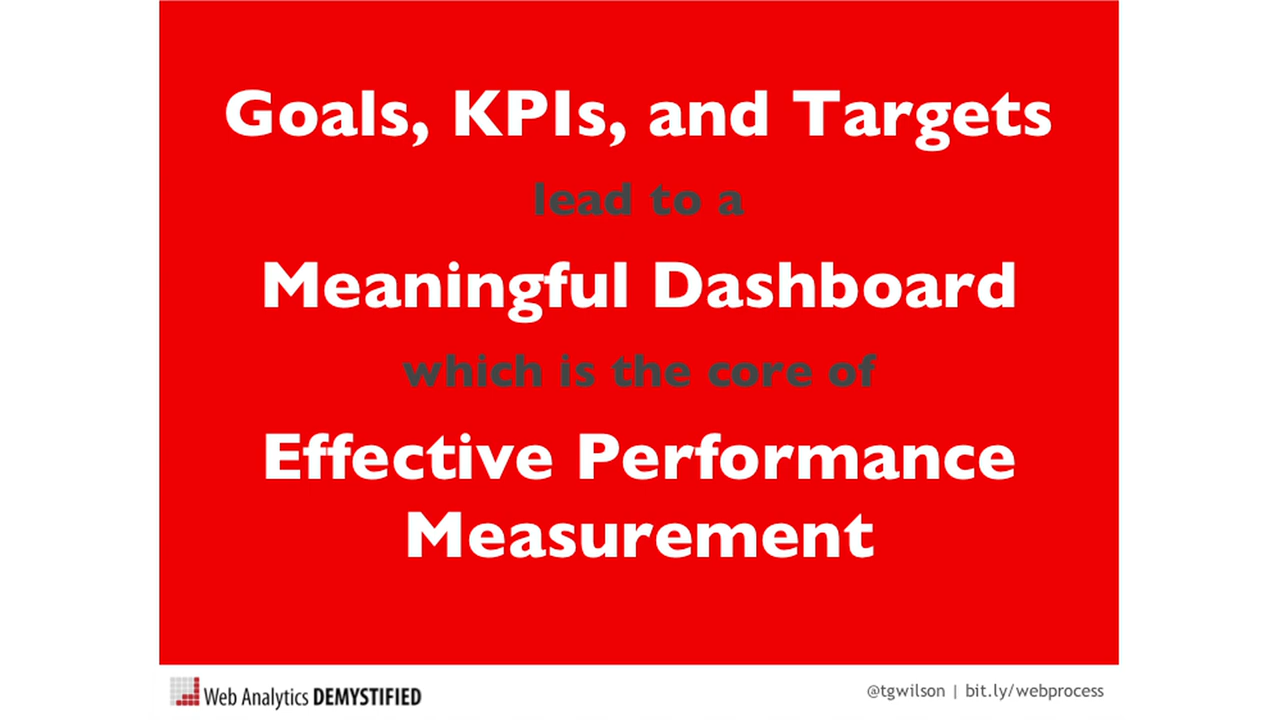 Goals, KPIs, and Targets
lead to a
Meaningful Dashboard
which is the core of
Effective Performance
Measurement
Web Analytics DEMYSTIFIED
@tgwilson | bit.ly/webprocess